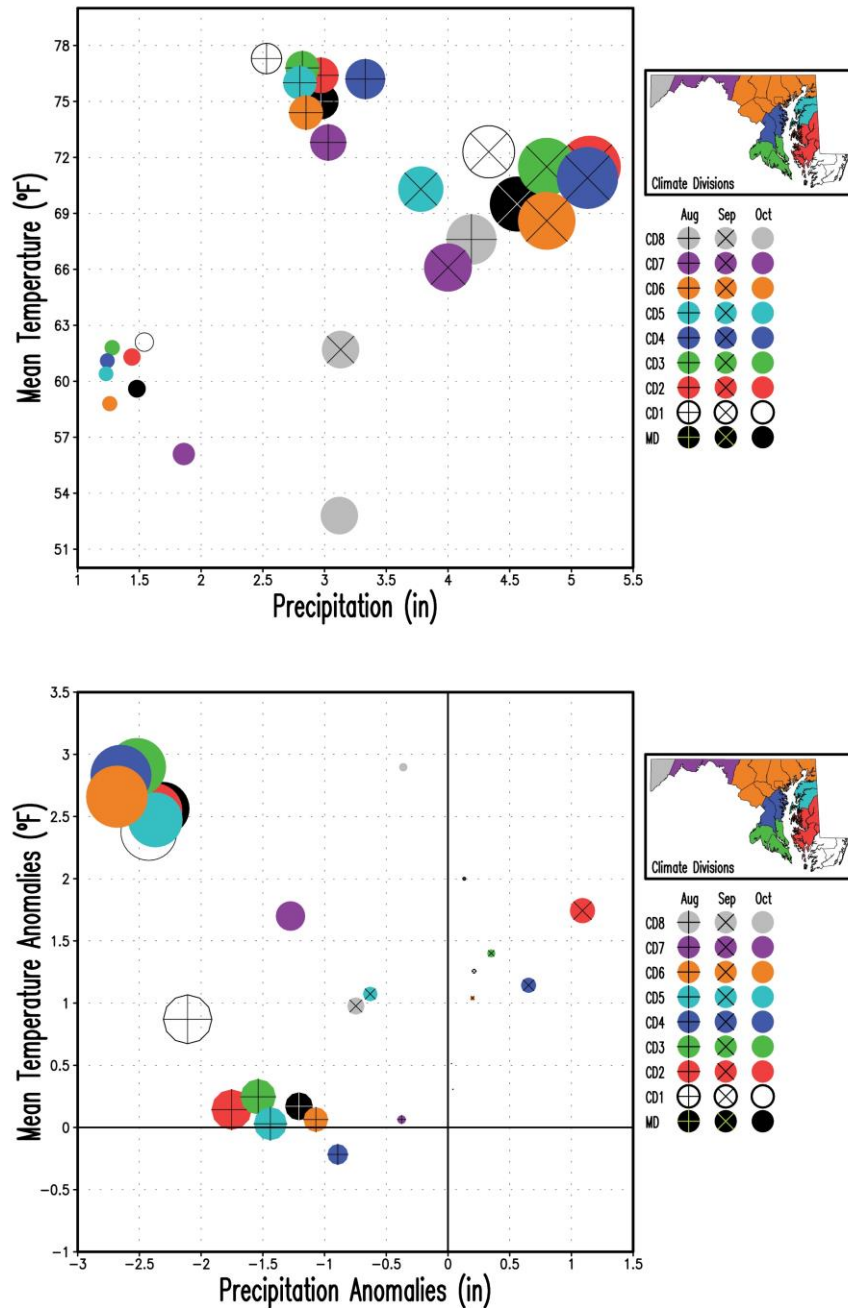 78
75
72
69
66
63
60
57
54
51
Mean Temperature (ºF)
1 1.5 2 2.5 3 3.5 4 4.5 5 5.5
Precipitation (in)
Climate Divisions
Aug Sep Oct
CD8
CD7
CD6
CD5
CD4
CD3
CD2
CD1
MD
3.5
3
2.5
2
1.5
1
0.5
0
-0.5
-1
Mean Temperature Anomalies (ºF)
-3 -2.5 -2 -1.5 -1 -0.5 0 0.5 1 1.5
Precipitation Anomalies (in)
Climate Divisions
Aug Sep Oct
CD8
CD7
CD6
CD5
CD4
CD3
CD2
CD1
MD